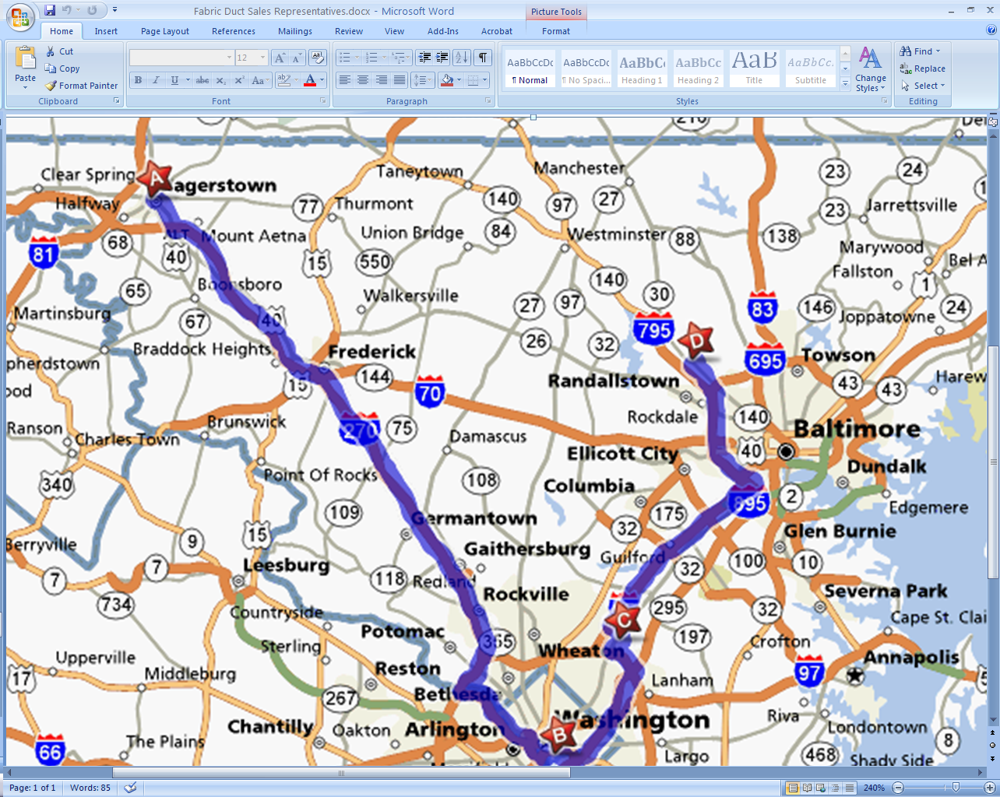 Fabric Duct Sales Representatives.docx - Microsoft Word
Picture Tools
Home
Insert
Page Layout
References
Mailings
Review
View
Add-Ins
Acrobat
Format
Paste
Cut
Copy
Format Painter
Clipboard
12
B I U abc x₂ x² Aa
Font
Paragraph
AaBbCcDc
¶ Normal
AaBbCcDc
¶ No Spaci...
AaBbC
Heading 1
AaBbCc
Heading 2
AaB
Title
AaBbCc.
Subtitle
Change Styles
Styles
Find
Replace
Select
Editing
Clear Spring
A
agerstown
Halfway
81
68
ALT
40
Mount Aetna
77
Thurmont
Taneytown
Manchester
140
97
27
Union Bridge
84
Westminster
88
23
24
23
Jarrettsville
138
Marywood
Bel A
Fallston
1
15
550
140
65
Boonsboro
Walkersville
27
97
30
83
146
24
Joppatowne
Martinsburg
67
40
795
D
26
32
Braddock Heights
Frederick
695
Towson
pherdstown
15
144
70
Randallstown
43
43
Harew
ood
Rockdale
140
Ranson
Brunswick
270
75
Damascus
Baltimore
Charles Town
Ellicott City
40
Dundalk
340
Point Of Rocks
108
Columbia
895
2
Edgemere
109
Germantown
32
175
Glen Burnie
Berryville
9
15
Gaithersburg
Guilford
7
7
Leesburg
118
Redland
32
100
10
734
Rockville
Severna Park
Countryside
C
295
32
Cape St. Clai
Potomac
355
197
Crofton
Sterling
Wheaton
97
Annapolis
Upperville
Reston
17
Middleburg
Bethesda
Lanham
267
Washington
Riva
Chantilly
Oakton
Arlington
B
Londontown
66
The Plains
Largo
468
8
Shady Side
Page: 1 of 1
Words: 85
240%